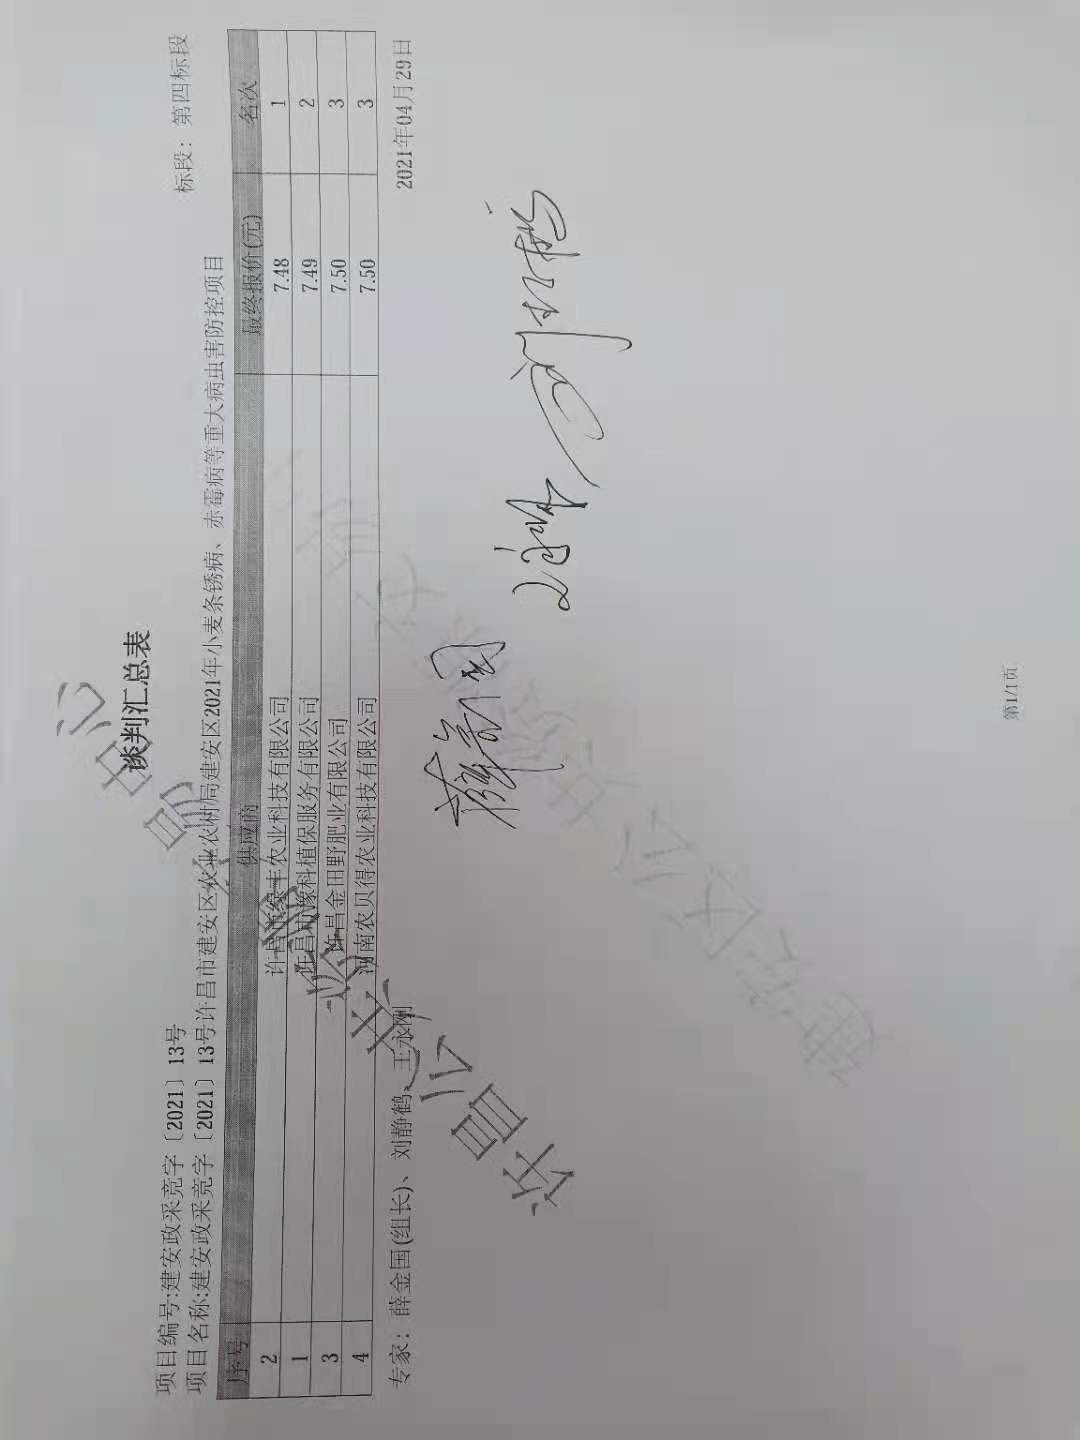 谈判汇总表
项目编号:建安政采竞字〔2021〕13号 标段：第四标段
项目名称:建安政采竞字〔2021〕13号许昌市建安区农业农村局建安区2021年小麦条锈病、赤霉病等重大病虫害防控项目
序号 供应商 最终报价(元) 名次
2 许昌市绿丰农业科技有限公司 7.48 1
1 许昌市豫科植保服务有限公司 7.49 2
3 许昌金田野肥业有限公司 7.50 3
4 河南农贝得农业科技有限公司 7.50 3
专家：薛金国(组长)、刘静鹤、王永刚 2021年04月29日
薛金国
刘静鹤
第1/1页